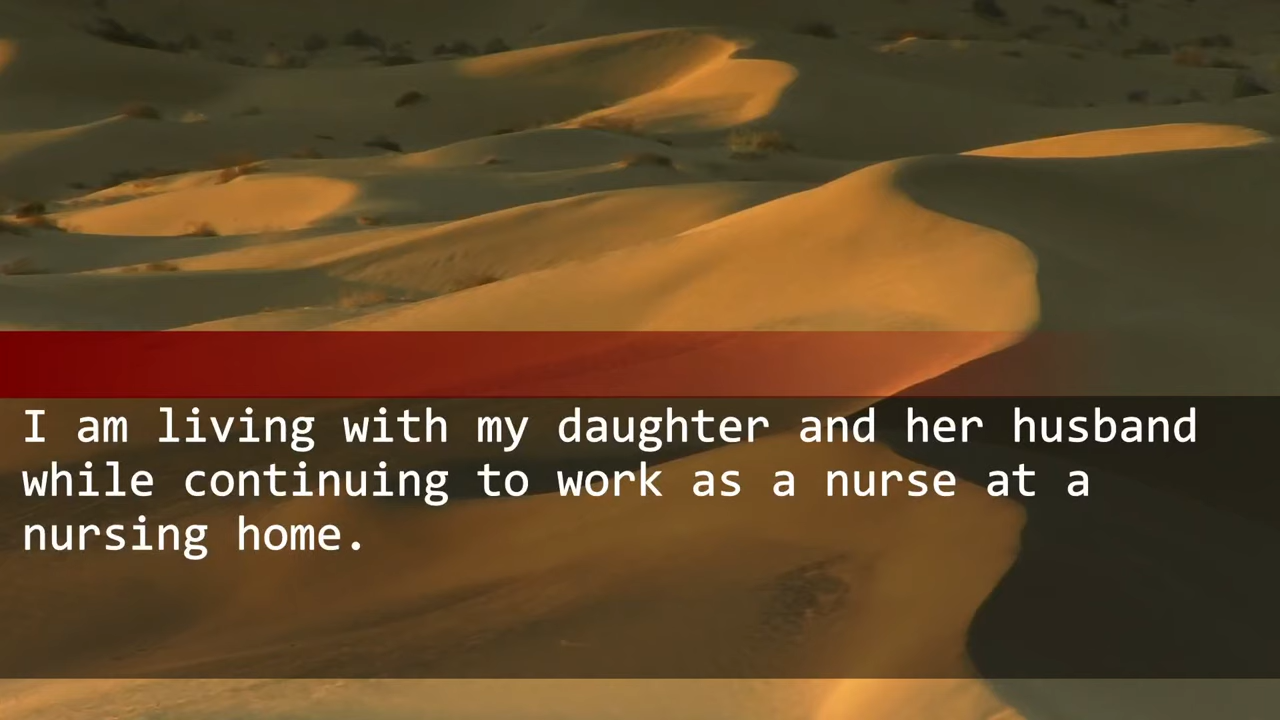 I am living with my daughter and her husband
while continuing to work as a nurse at a
nursing home.